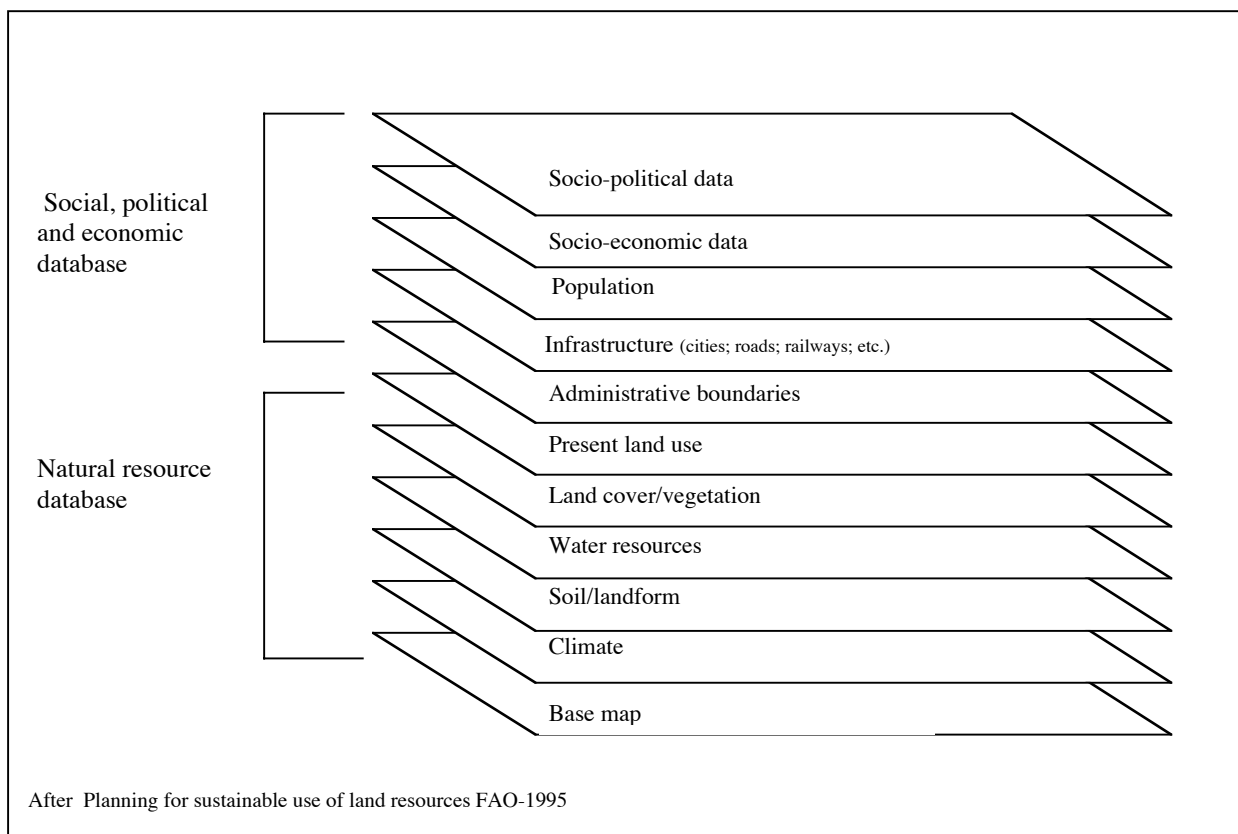 Social, political
and economic
database
Natural resource
database
Socio-political data
Socio-economic data
Population
Infrastructure (cities; roads; railways; etc.)
Administrative boundaries
Present land use
Land cover/vegetation
Water resources
Soil/landform
Climate
Base map
After Planning for sustainable use of land resources FAO-1995